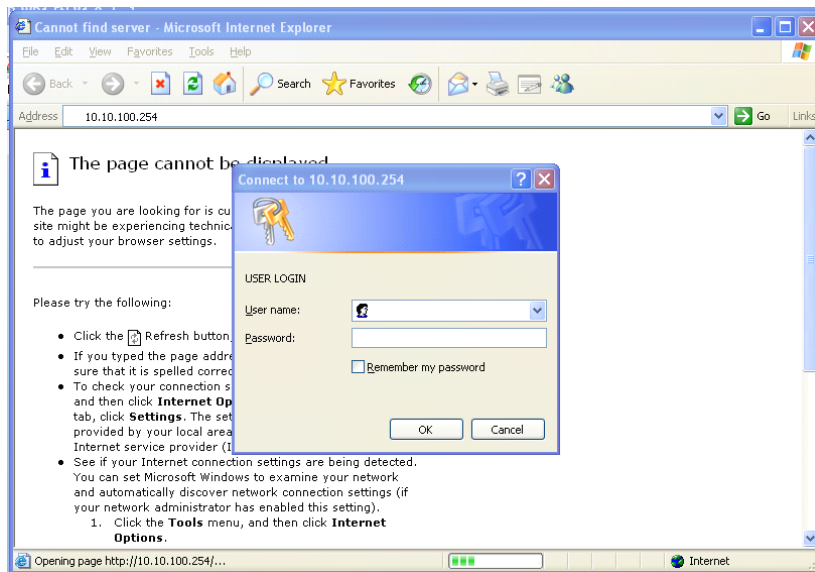 Cannot find server - Microsoft Internet Explorer
File Edit View Favorites Tools Help
Back Search Favorites
Address 10.10.100.254 Go Links
The page cannot be displayed
The page you are looking for is cu
site might be experiencing technic
to adjust your browser settings.
Please try the following:
Click the Refresh button
If you typed the page addre
sure that it is spelled correc
To check your connection s
and then click Internet Op
tab, click Settings. The set
provided by your local area
Internet service provider (I
See if your Internet connection settings are being detected.
You can set Microsoft Windows to examine your network
and automatically discover network connection settings (if
your network administrator has enabled this setting).
1. Click the Tools menu, and then click Internet
Options.
Connect to 10.10.100.254
USER LOGIN
User name:
Password:
Remember my password
OK Cancel
Opening page http://10.10.100.254/... Internet